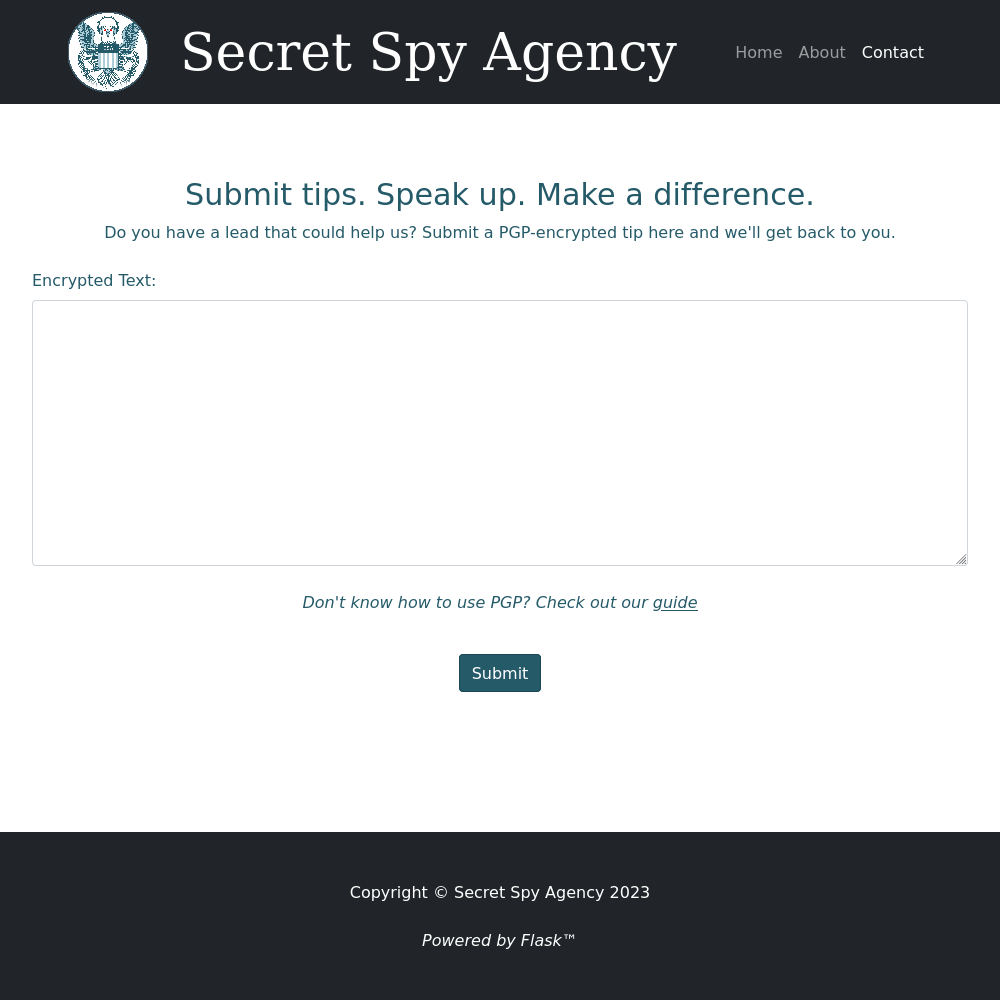 Secret Spy Agency
Home About Contact
Submit tips. Speak up. Make a difference.
Do you have a lead that could help us? Submit a PGP-encrypted tip here and we'll get back to you.
Encrypted Text:
Don't know how to use PGP? Check out our guide
Submit
Copyright © Secret Spy Agency 2023
Powered by Flask™